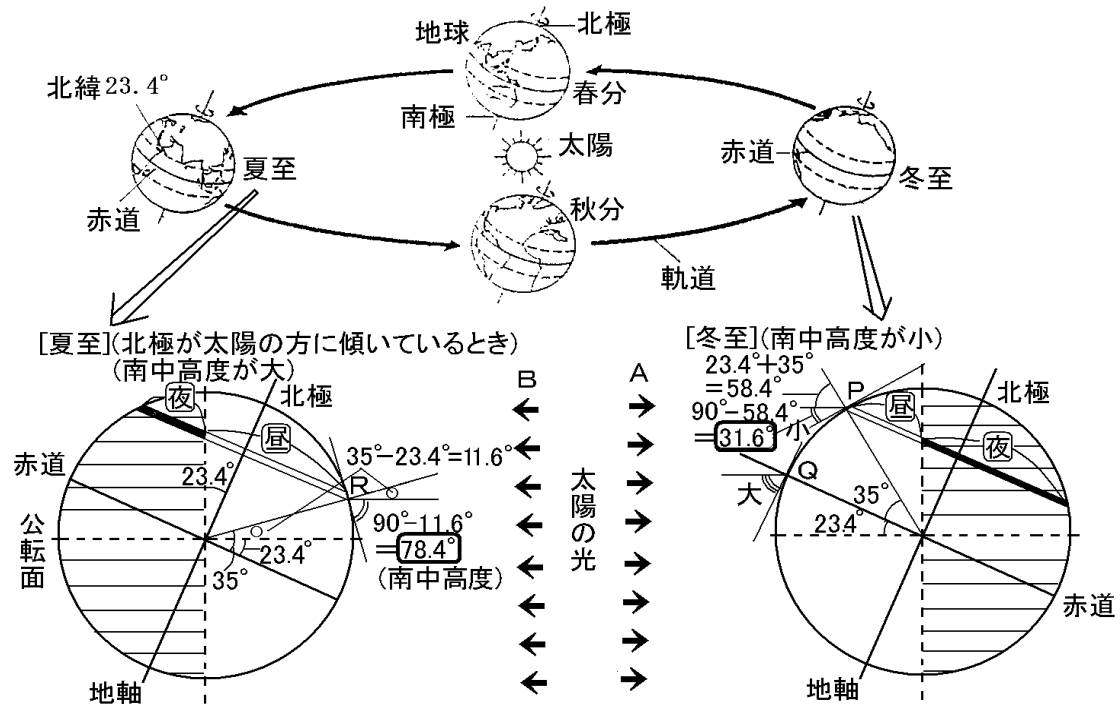 北極
地球
北緯23.4°
春分
南極
太陽
赤道
夏至
冬至
赤道
秋分
軌道
[夏至](北極が太陽の方に傾いているとき)
(南中高度が大)
夜
北極
昼
赤道
23.4°
35°-23.4°=11.6°
R
90°-11.6°
=78.4°
(南中高度)
公転面
23.4°
35°
地軸
B
A
太陽の光
[冬至](南中高度が小)
23.4°+35°
=58.4°
P
北極
90°-58.4°
=31.6°
小
昼
夜
大
Q
35°
23.4°
赤道
地軸